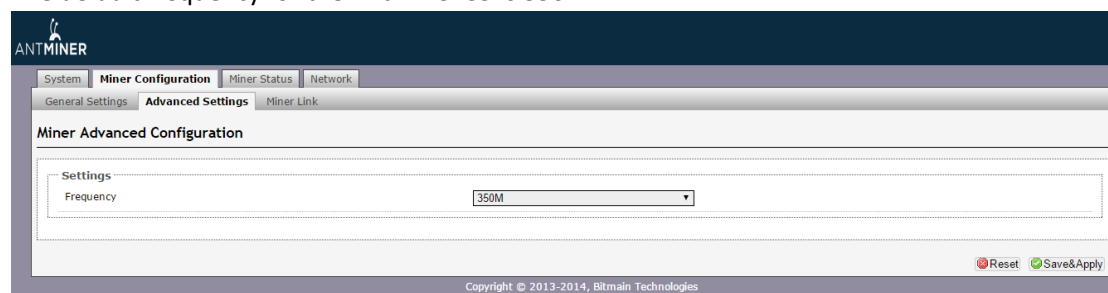 ANTMINER
System Miner Configuration Miner Status Network
General Settings Advanced Settings Miner Link
Miner Advanced Configuration
Settings
Frequency 350M
Reset Save&Apply
Copyright © 2013-2014, Bitmain Technologies